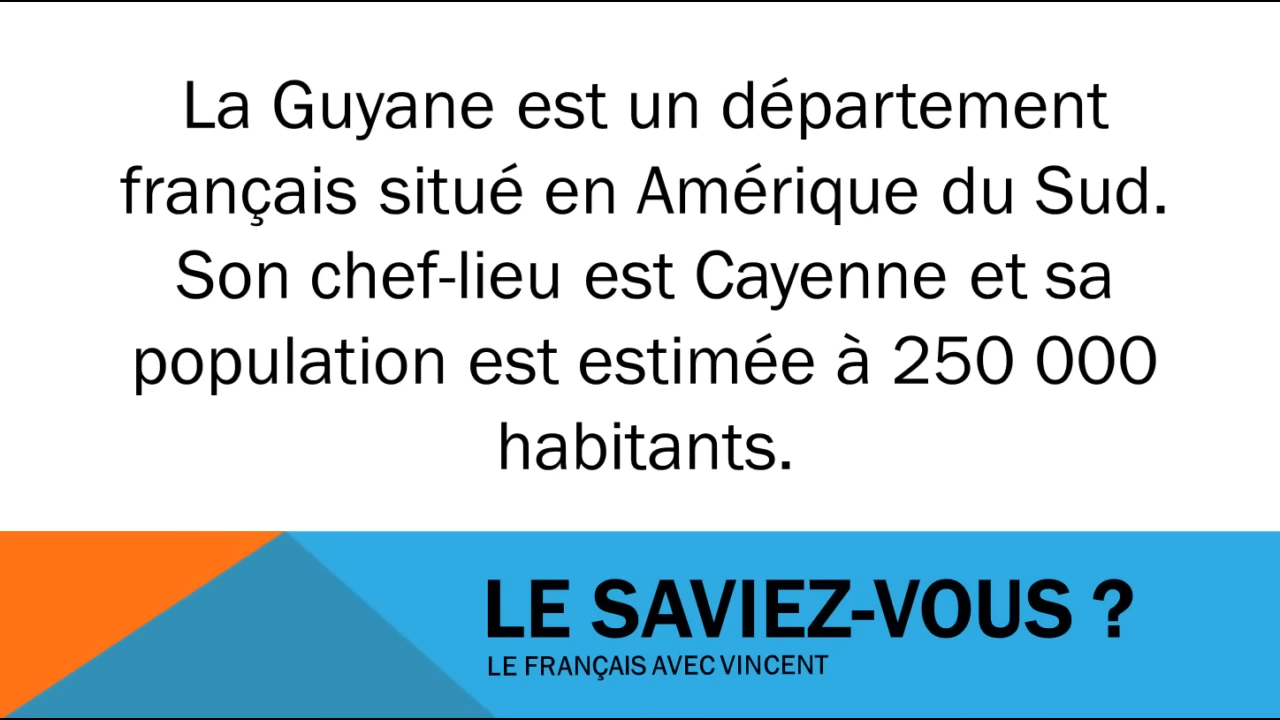 La Guyane est un département
français situé en Amérique du Sud.
Son chef-lieu est Cayenne et sa
population est estimée à 250 000
habitants.
LE SAVIEZ-VOUS ?
LE FRANÇAIS AVEC VINCENT